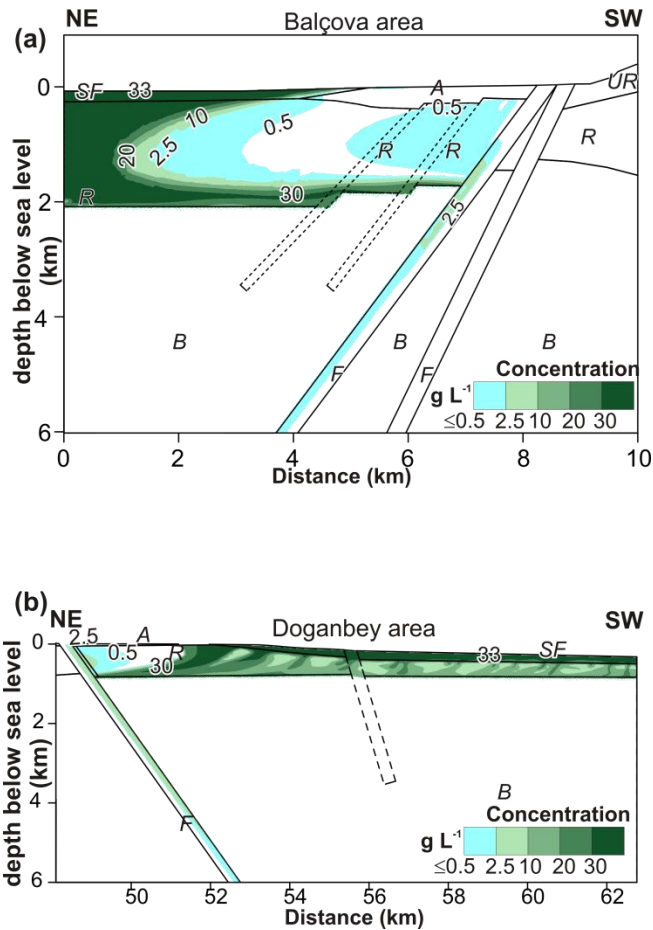 (a) NE Balçova area SW
0 SF 33 A UR
10 0.5 0.5
20 2.5 R R R
2 R 30 2.5
4 B B B
F F
6
depth below sea level (km)
Concentration
g L⁻¹
≤0.5 2.5 10 20 30
0 2 4 6 8 10
Distance (km)
(b) NE Doganbey area SW
0 2.5 A
0.5 R 33 SF
30
2
4 F B
6
depth below sea level (km)
Concentration
g L⁻¹
≤0.5 2.5 10 20 30
50 52 54 56 58 60 62
Distance (km)